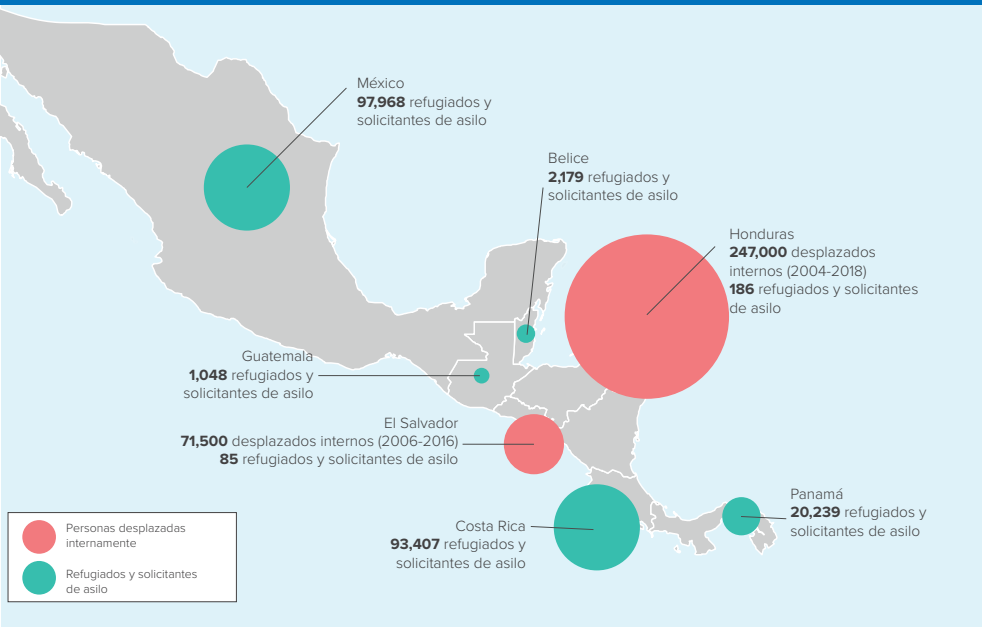 México
97,968 refugiados y
solicitantes de asilo
Belice
2,179 refugiados y
solicitantes de asilo
Honduras
247,000 desplazados
internos (2004-2018)
186 refugiados y solicitantes
de asilo
Guatemala
1,048 refugiados y
solicitantes de asilo
El Salvador
71,500 desplazados internos (2006-2016)
85 refugiados y solicitantes de asilo
Costa Rica
93,407 refugiados y
solicitantes de asilo
Panamá
20,239 refugiados y
solicitantes de asilo
Personas desplazadas
internamente
Refugiados y solicitantes
de asilo